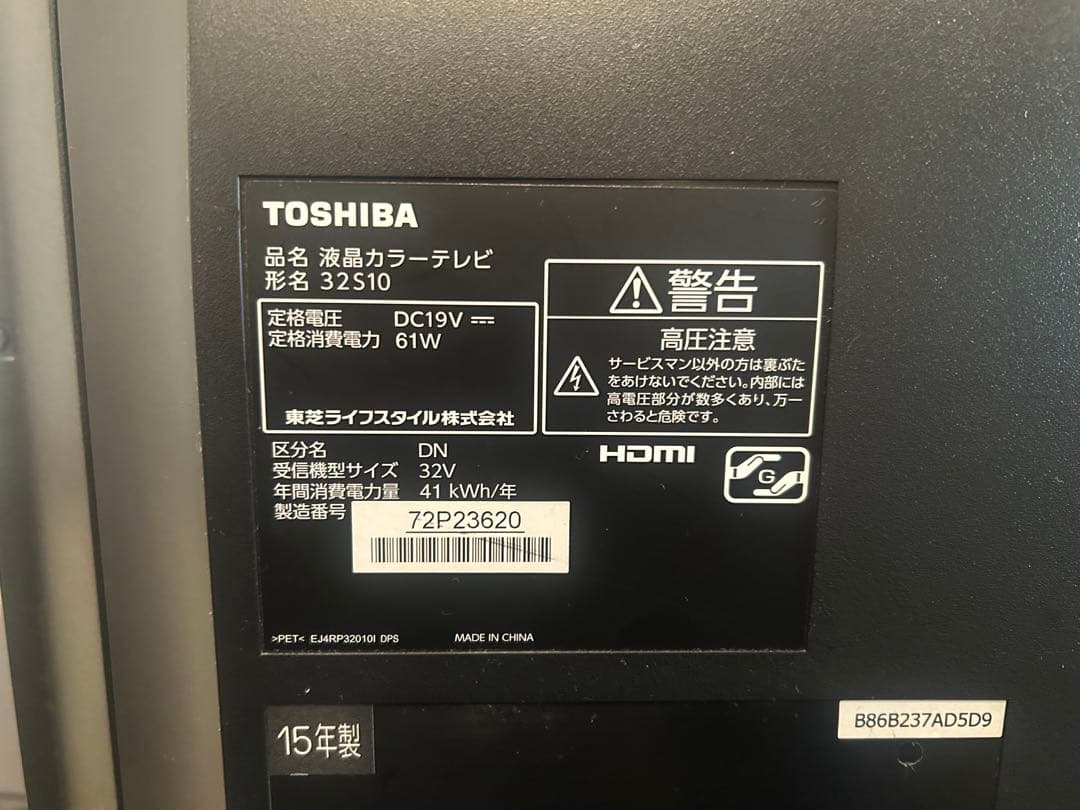 TOSHIBA
品名 液晶カラーテレビ
形名 32S10
定格電圧 DC19V ⎓
定格消費電力 61W
東芝ライフスタイル株式会社
警告
高圧注意
サービスマン以外の方は裏ぶた
をあけないでください。内部には
高電圧部分が数多くあり、万一
さわると危険です。
区分名 DN
受信機型サイズ 32V
年間消費電力量 41 kWh/年
製造番号 72P23620
HDMI
G
>PET< EJ4RP32010I DPS MADE IN CHINA
15年製
B86B237AD5D9